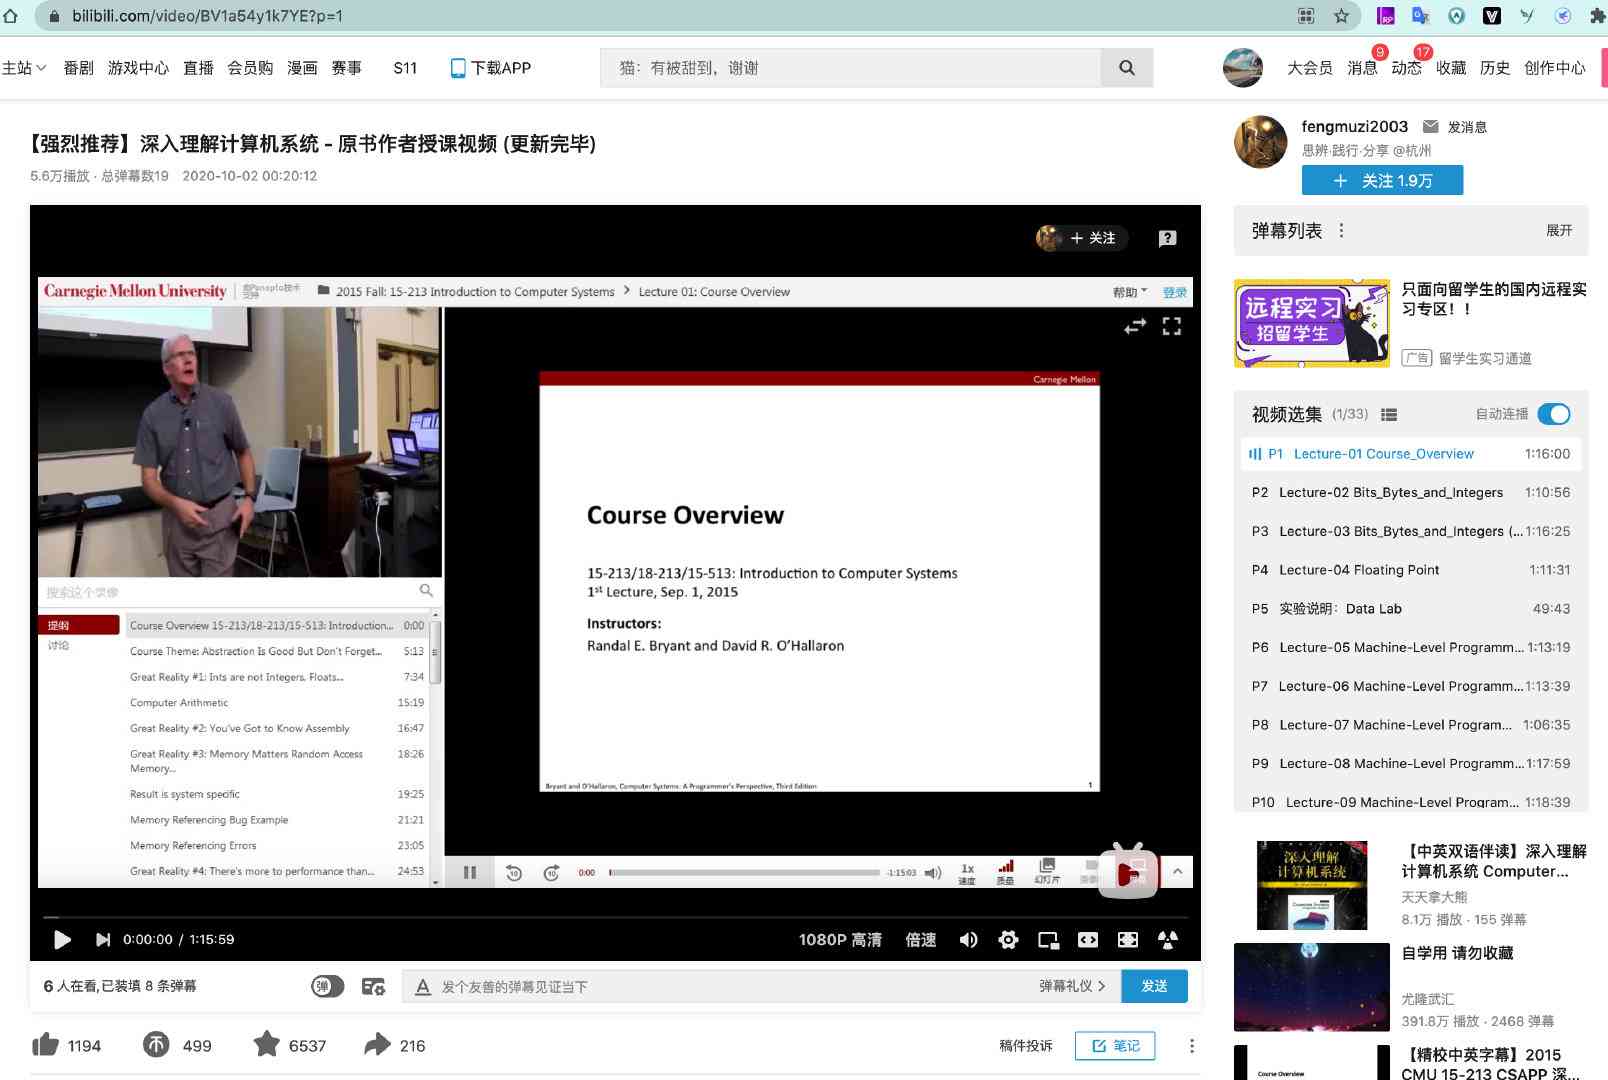 bilibili.com/video/BV1a54y1k7YE?p=1
主站 番剧 游戏中心 直播 会员购 漫画 赛事 S11 下载APP
猫：有被甜到，谢谢
大会员 消息 9 动态 17 收藏 历史 创作中心
【强烈推荐】深入理解计算机系统 - 原书作者授课视频 (更新完毕)
5.6万播放 · 总弹幕数19 2020-10-02 00:20:12
fengmuzi2003 发消息
思辨·践行·分享 @杭州
+ 关注 1.9万
+ 关注
Carnegie Mellon University
2015 Fall: 15-213 Introduction to Computer Systems > Lecture 01: Course Overview
帮助 登录
Carnegie Mellon
Course Overview
15-213/18-213/15-513: Introduction to Computer Systems
1st Lecture, Sep. 1, 2015
Instructors:
Randal E. Bryant and David R. O'Hallaron
Bryant and O'Hallaron, Computer Systems: A Programmer's Perspective, Third Edition 1
搜索这个录像
提纲
讨论
Course Overview 15-213/18-213/15-513: Introduction... 0:00
Course Theme: Abstraction Is Good But Don't Forget... 5:13
Great Reality #1: Ints are not Integers, Floats... 7:34
Computer Arithmetic 15:19
Great Reality #2: You've Got to Know Assembly 16:47
Great Reality #3: Memory Matters Random Access 18:26
Memory...
Result is system specific 19:25
Memory Referencing Bug Example 21:21
Memory Referencing Errors 23:05
Great Reality #4: There's more to performance than... 24:53
10 10 0:00 -1:15:03 1x
速度 质量 幻灯片
0:00:00 / 1:15:59
1080P 高清 倍速
6 人在看,已装填 8 条弹幕
弹
发个友善的弹幕见证当下
弹幕礼仪 > 发送
1194 499 6537 216
稿件投诉 笔记
弹幕列表 展开
远程实习
招留学生
只面向留学生的国内远程实
习专区！！
广告 留学生实习通道
视频选集 (1/33) 自动连播
P1 Lecture-01 Course_Overview 1:16:00
P2 Lecture-02 Bits_Bytes_and_Integers 1:10:56
P3 Lecture-03 Bits_Bytes_and_Integers (... 1:16:25
P4 Lecture-04 Floating Point 1:11:31
P5 实验说明：Data Lab 49:43
P6 Lecture-05 Machine-Level Programm... 1:13:19
P7 Lecture-06 Machine-Level Programm... 1:13:39
P8 Lecture-07 Machine-Level Program... 1:06:35
P9 Lecture-08 Machine-Level Programm... 1:17:59
P10 Lecture-09 Machine-Level Program... 1:18:39
深入理解
计算机系统
【中英双语伴读】深入理解
计算机系统 Computer...
天天拿大熊
8.1万 播放 · 155 弹幕
自学用 请勿收藏
尤隆武汇
391.8万 播放 · 2468 弹幕
Course Overview
【精校中英字幕】2015
CMU 15-213 CSAPP 深...